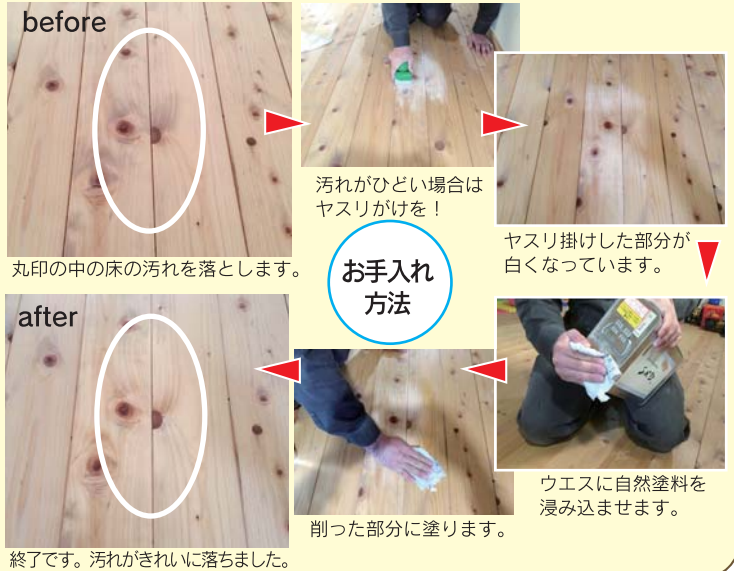 before
丸印の中の床の汚れを落とします。
汚れがひどい場合は
ヤスリがけを！
ヤスリ掛けした部分が
白くなっています。
お手入れ
方法
ウエスに自然塗料を
浸み込ませます。
削った部分に塗ります。
after
終了です。汚れがきれいに落ちました。